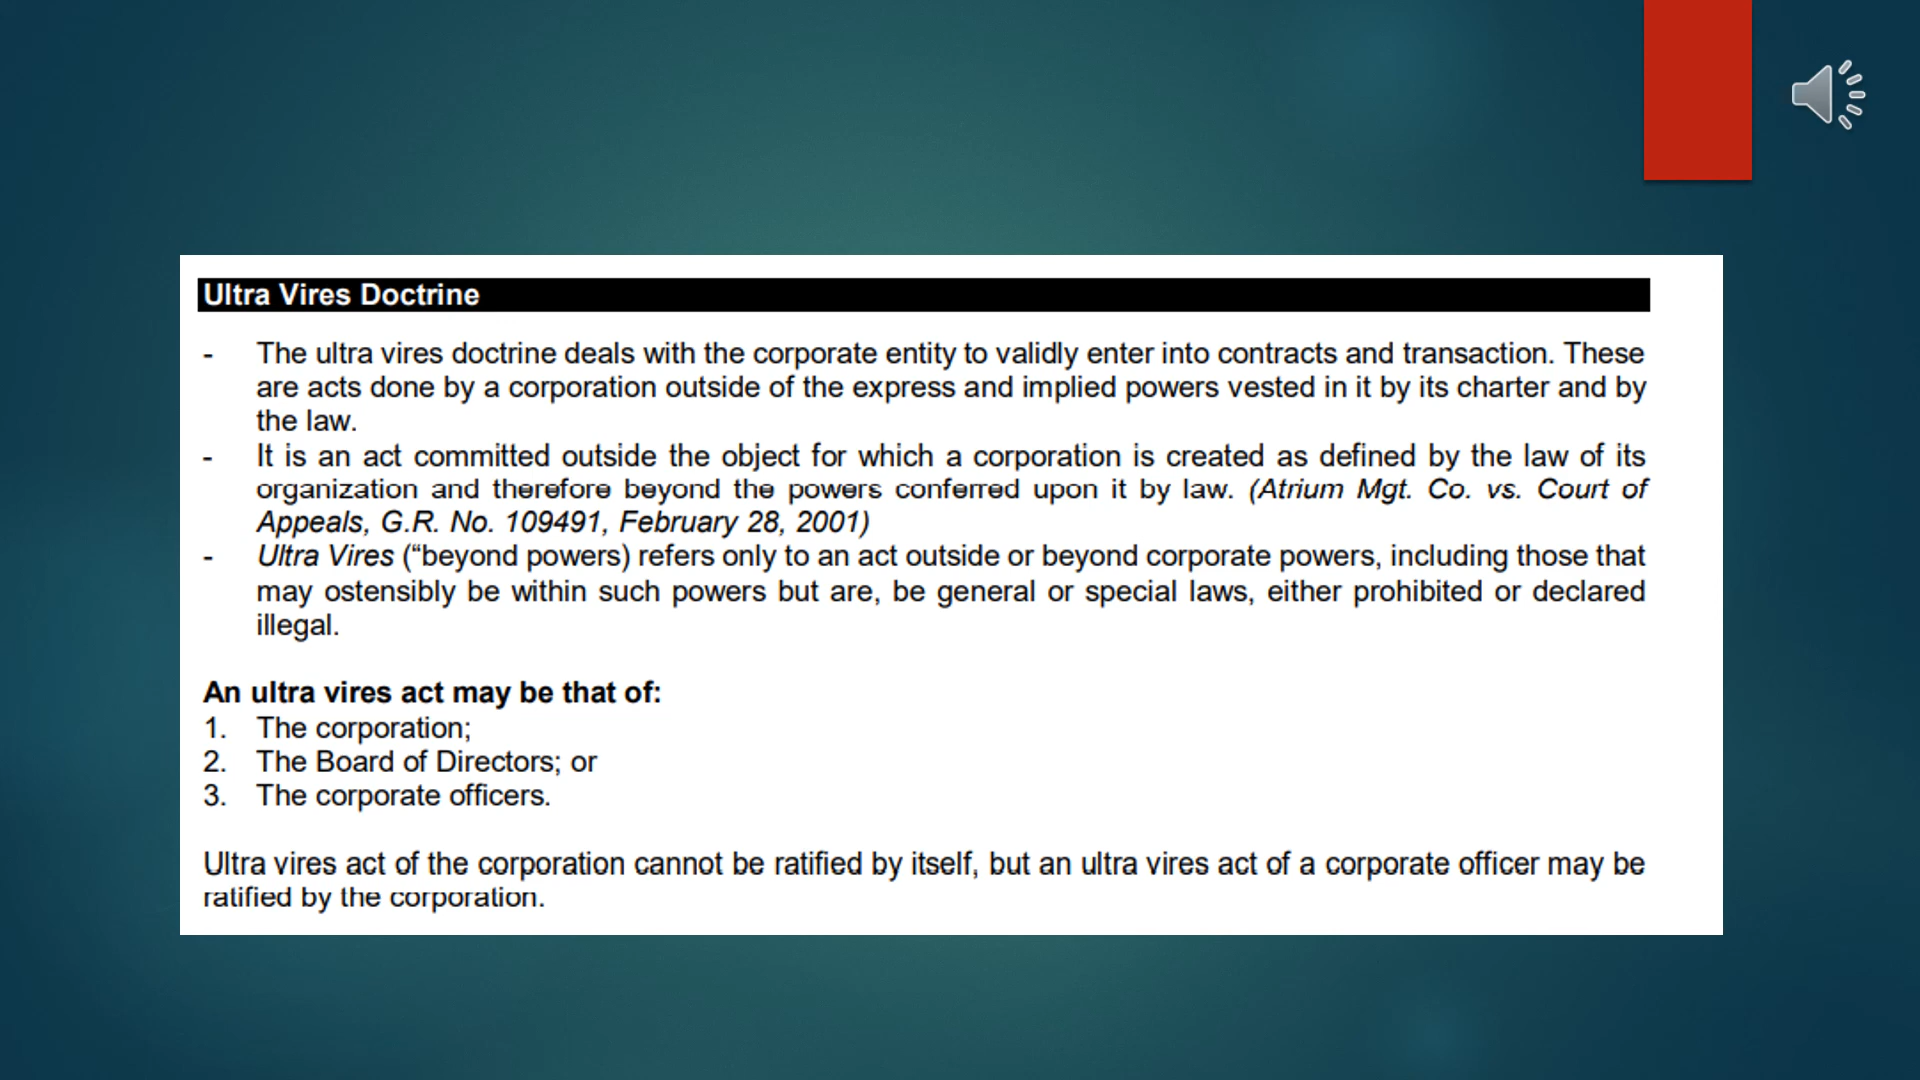 Ultra Vires Doctrine
- The ultra vires doctrine deals with the corporate entity to validly enter into contracts and transaction. These
are acts done by a corporation outside of the express and implied powers vested in it by its charter and by
the law.
- It is an act committed outside the object for which a corporation is created as defined by the law of its
organization and therefore beyond the powers conferred upon it by law. (Atrium Mgt. Co. vs. Court of
Appeals, G.R. No. 109491, February 28, 2001)
- Ultra Vires (“beyond powers) refers only to an act outside or beyond corporate powers, including those that
may ostensibly be within such powers but are, be general or special laws, either prohibited or declared
illegal.
An ultra vires act may be that of:
1. The corporation;
2. The Board of Directors; or
3. The corporate officers.
Ultra vires act of the corporation cannot be ratified by itself, but an ultra vires act of a corporate officer may be
ratified by the corporation.